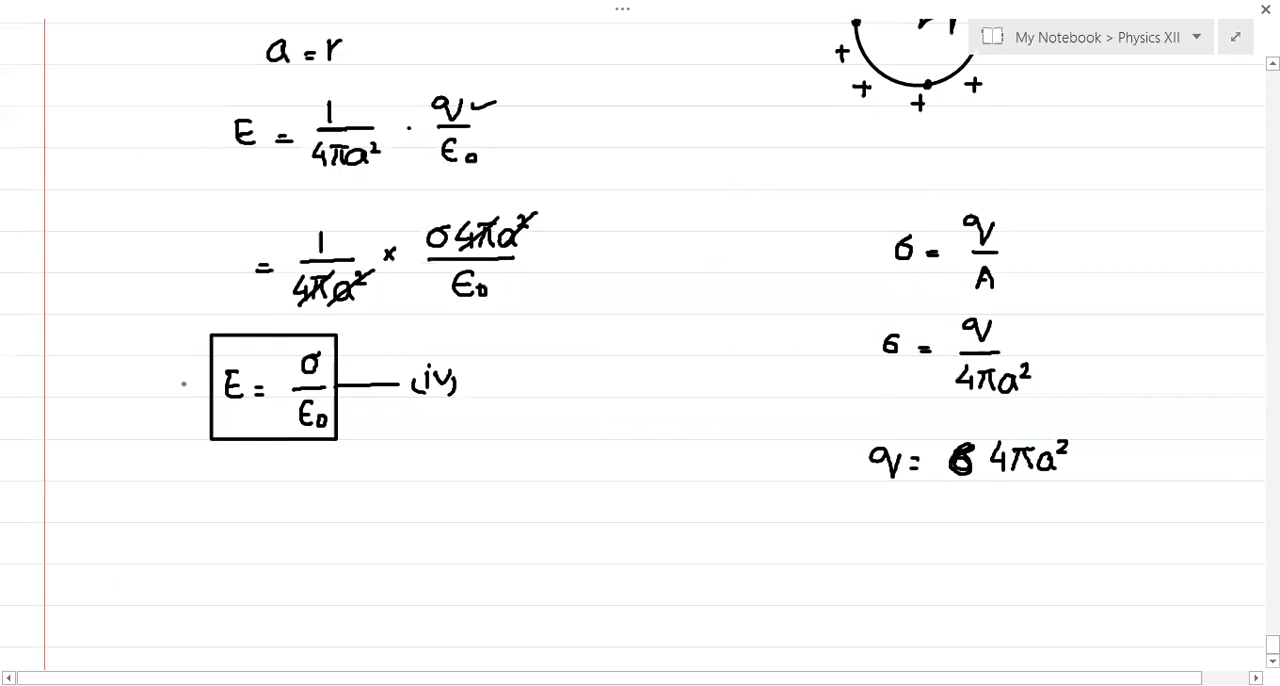 a = r
My Notebook > Physics XII
+ + + +
E = 1/4πa² · q/ε₀
= 1/4πa² × σ4πa²/ε₀
σ = q/A
σ = q/4πa²
E = σ/ε₀ — (iv)
q = σ 4πa²